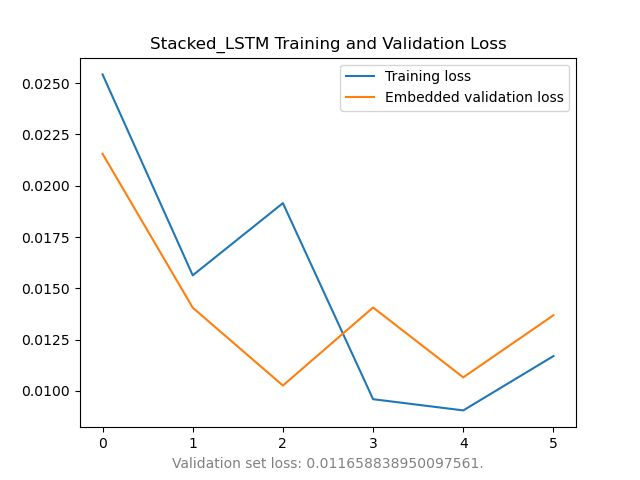 Stacked_LSTM Training and Validation Loss
Training loss
Embedded validation loss
0.0250
0.0225
0.0200
0.0175
0.0150
0.0125
0.0100
0 1 2 3 4 5
Validation set loss: 0.011658838950097561.